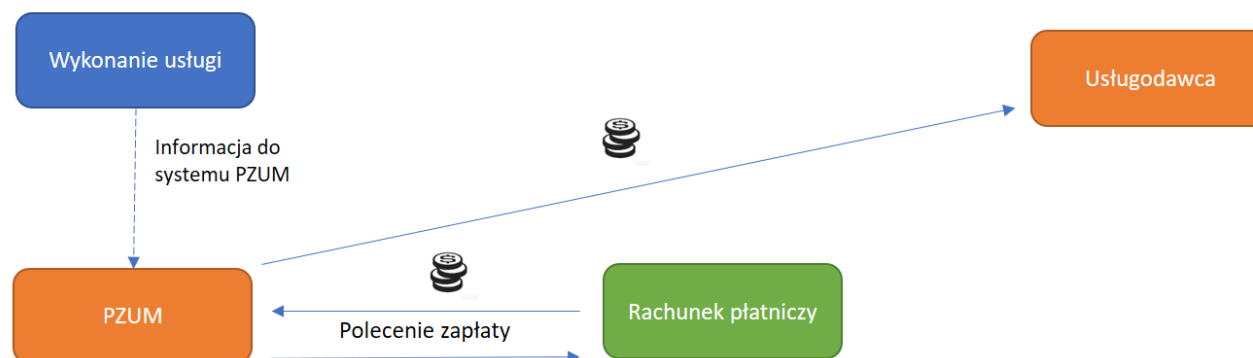 Wykonanie usługi
Usługodawca
Informacja do
systemu PZUM
PZUM
Rachunek płatniczy
Polecenie zapłaty